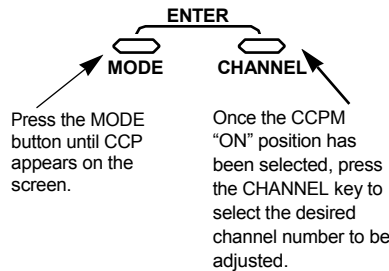 ENTER
MODE
CHANNEL
Press the MODE
button until CCP
appears on the
screen.
Once the CCPM
“ON” position has
been selected, press
the CHANNEL key to
select the desired
channel number to be
adjusted.